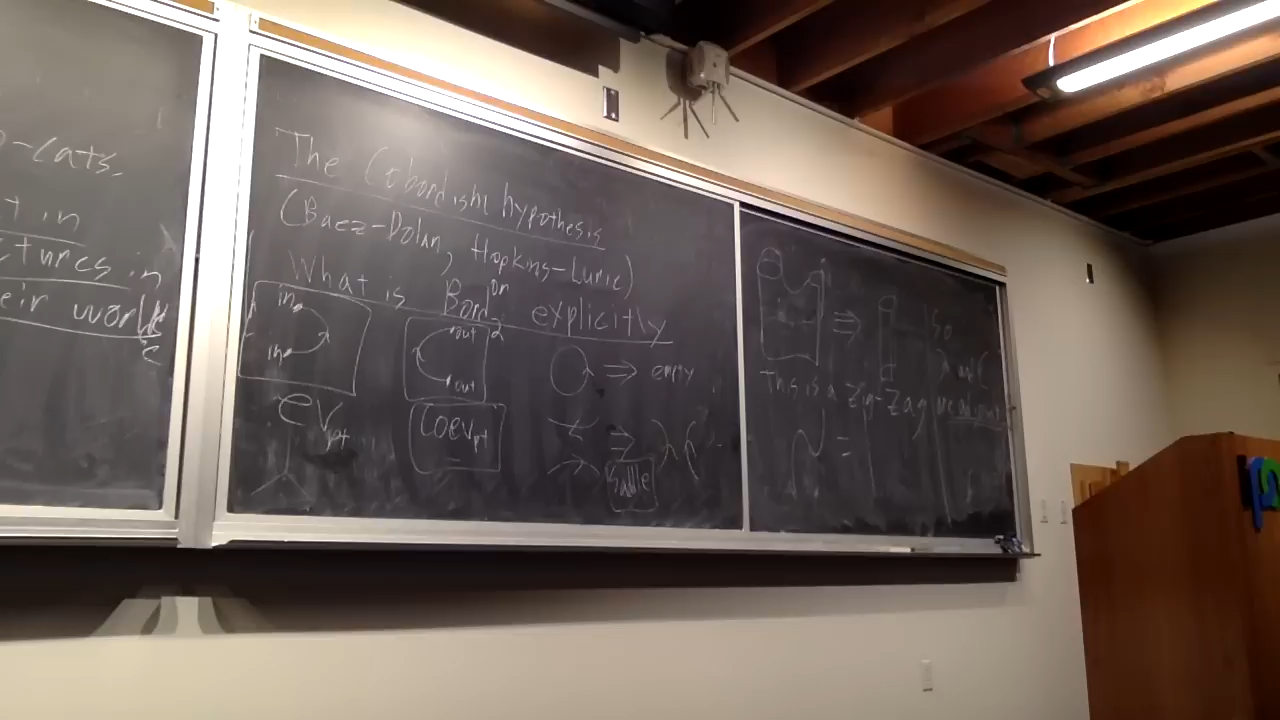 -cats.
t in
ctures in
eir world
The Cobordism hypothesis
(Baez-Dolan, Hopkins-Lurie)
What is Bord₂ᵒʳ explicitly
in
in
out
out
⇒ empty
ev_pt
coev_pt
⇒
Saddle
⇒ So
This is a zig-zag
=